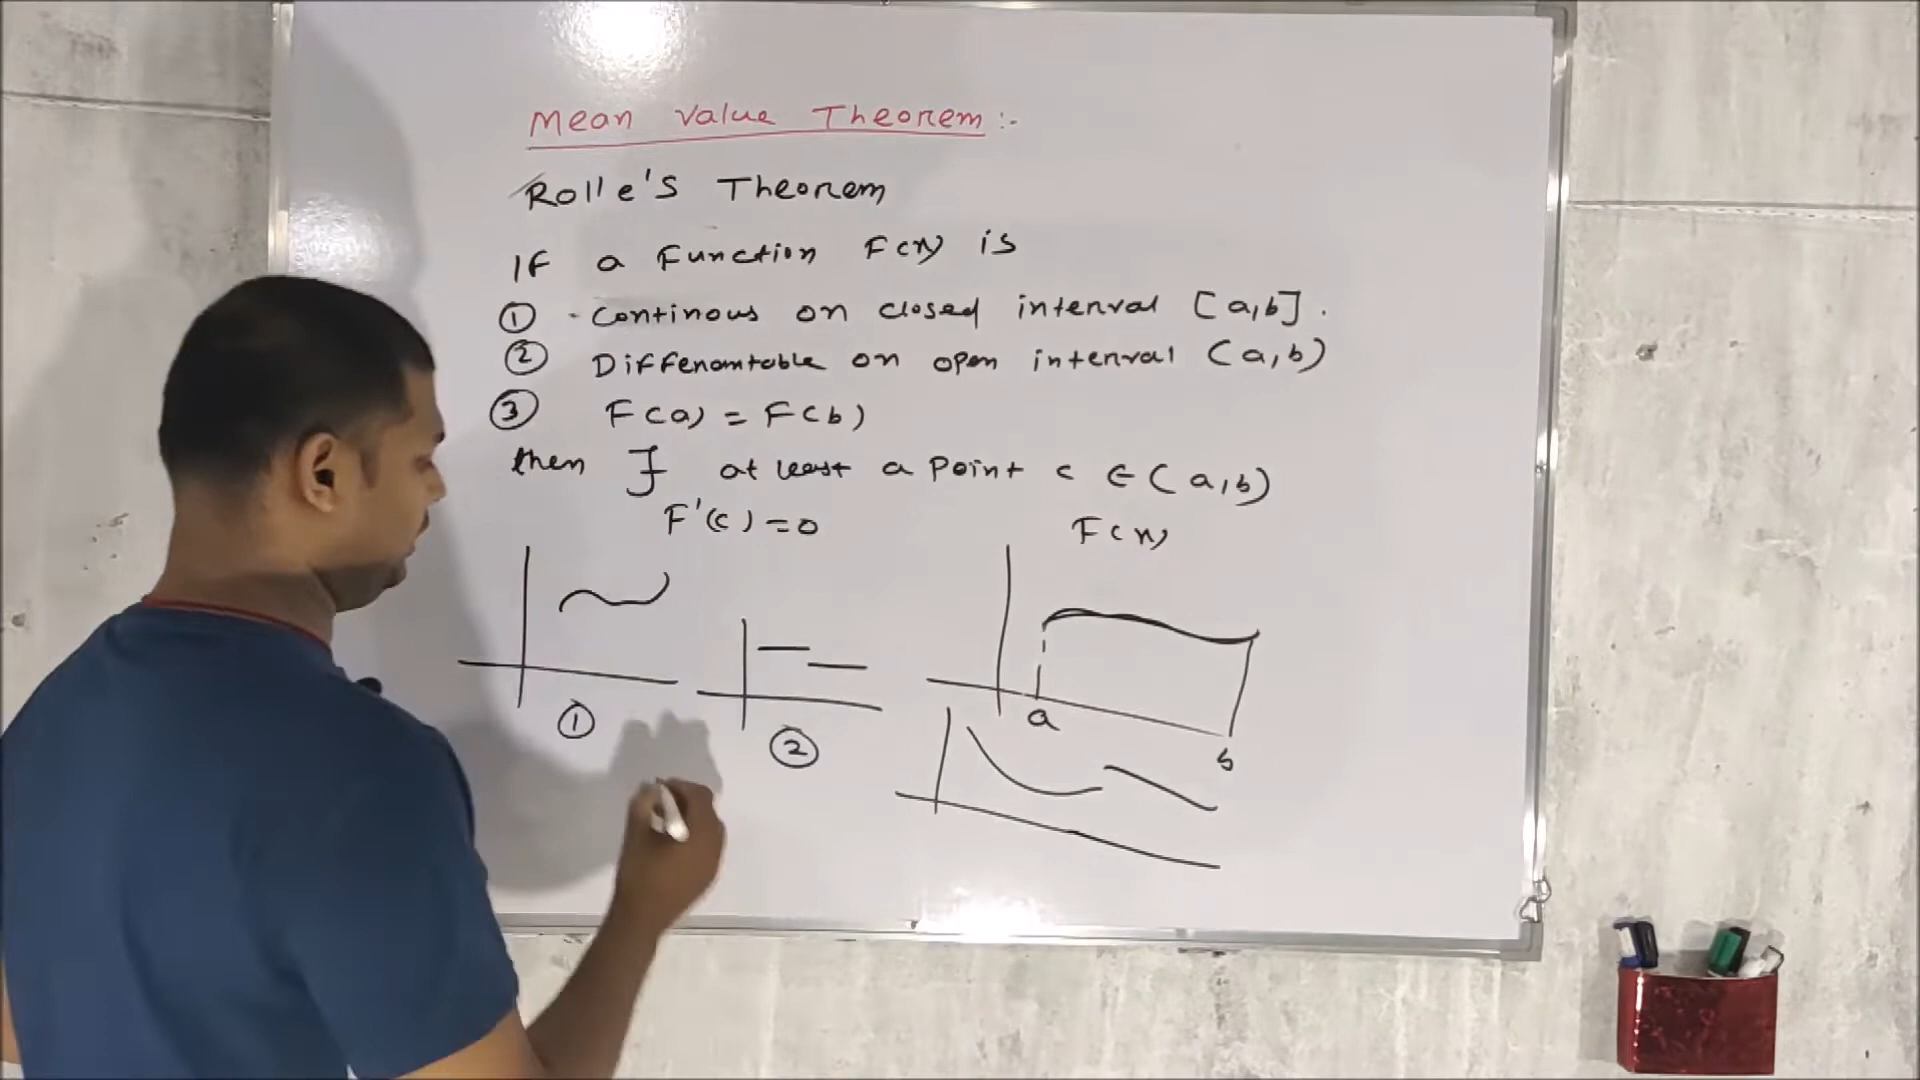 Mean Value Theorem :-
Rolle's Theorem
If a Function F(x) is
① Continous on closed interval [a,b].
② on open interval (a,b)
③ F(a) = F(b)
then ∃ at least a point c ∈ (a,b)
F'(c) = 0
F(x)
①
②
a
b